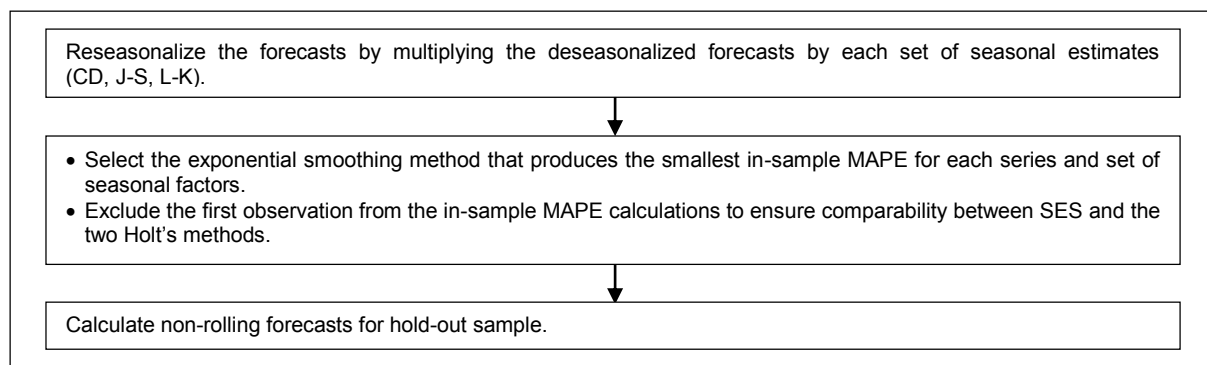 Reseasonalize the forecasts by multiplying the deseasonalized forecasts by each set of seasonal estimates
(CD, J-S, L-K).
• Select the exponential smoothing method that produces the smallest in-sample MAPE for each series and set of
seasonal factors.
• Exclude the first observation from the in-sample MAPE calculations to ensure comparability between SES and the
two Holt's methods.
Calculate non-rolling forecasts for hold-out sample.